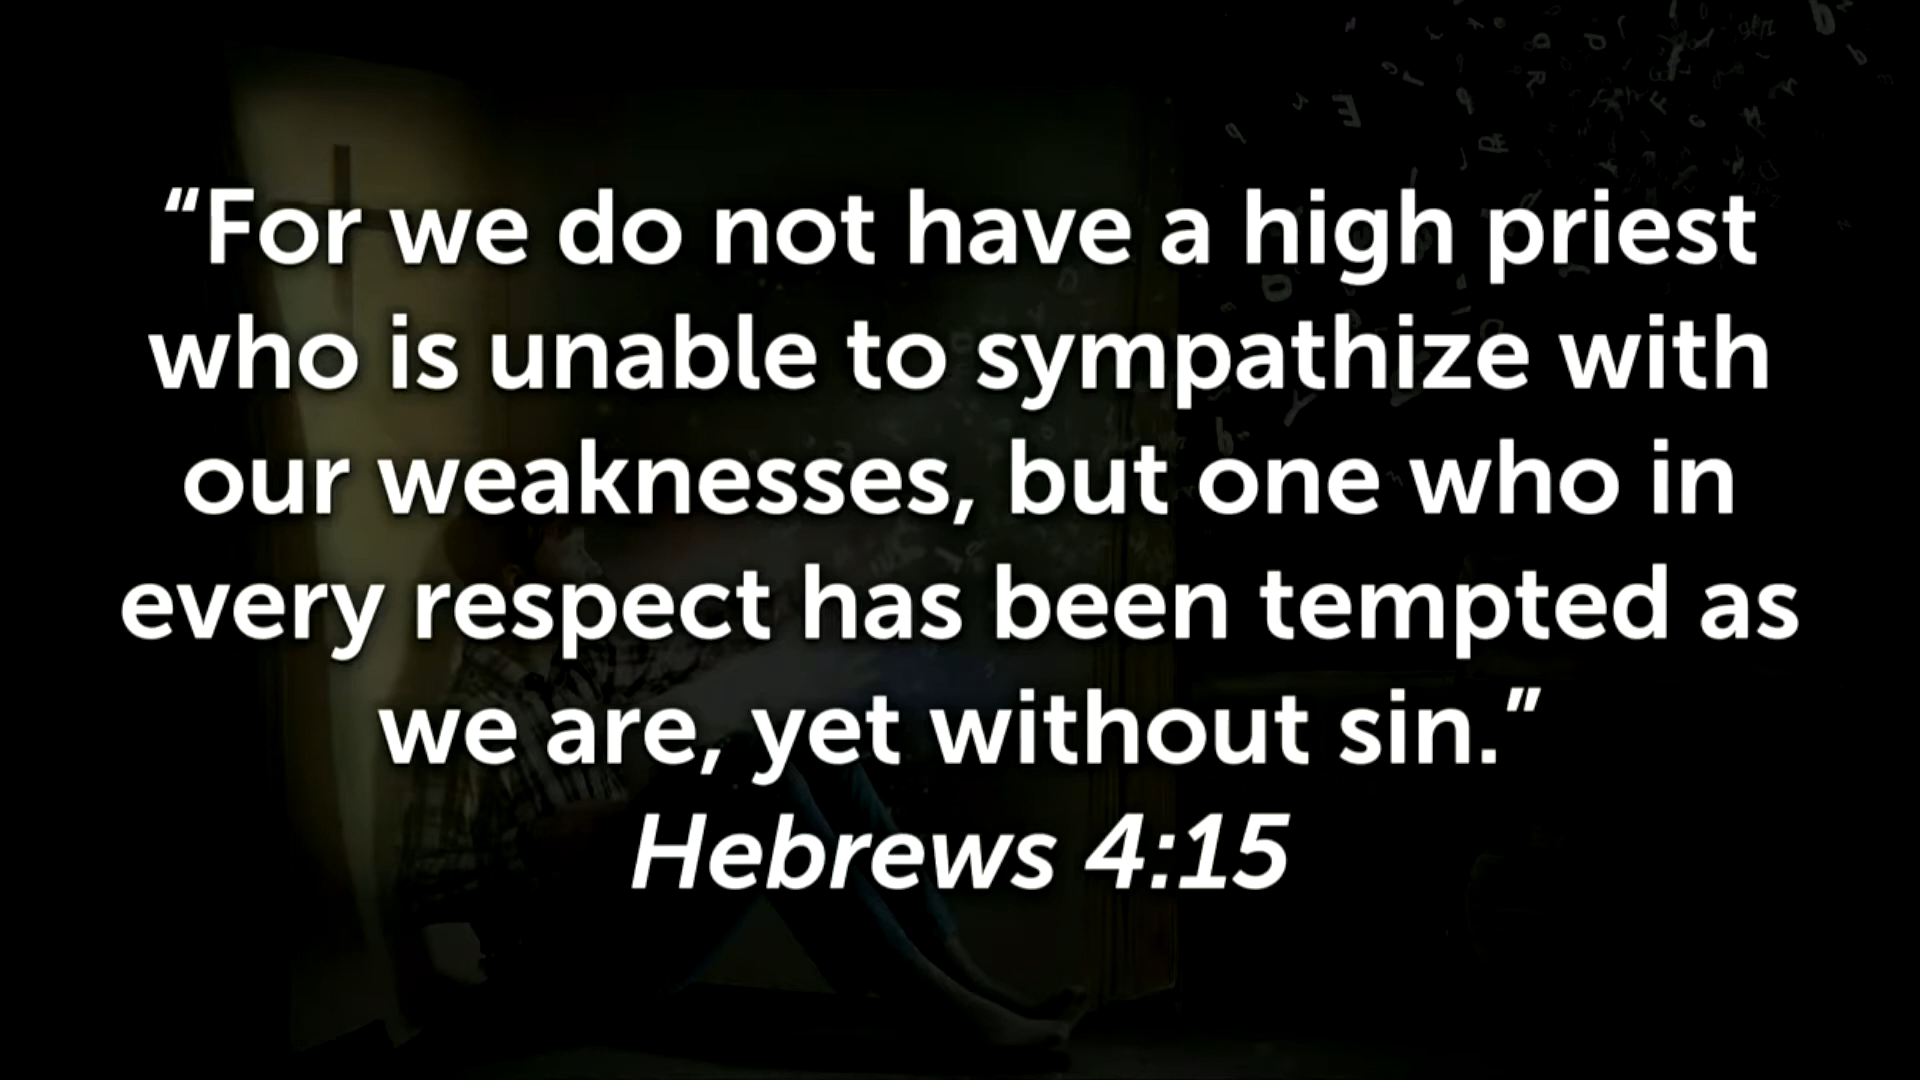 “For we do not have a high priest
who is unable to sympathize with
our weaknesses, but one who in
every respect has been tempted as
we are, yet without sin.”
Hebrews 4:15